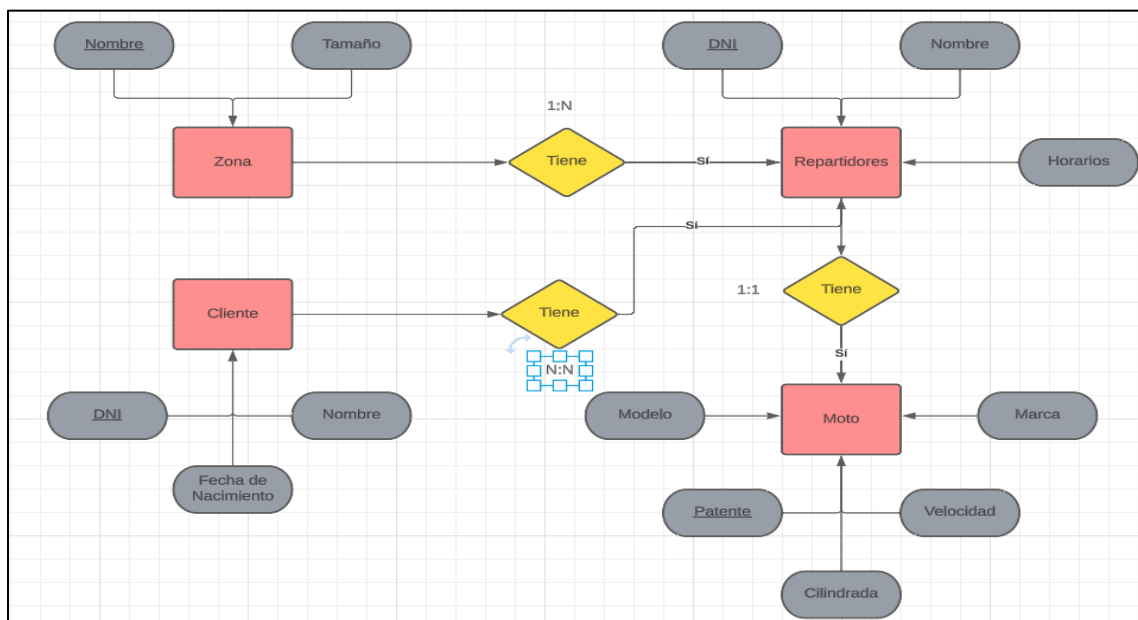 Nombre
Tamaño
DNI
Nombre
1:N
Zona
Tiene
Sí
Repartidores
Horarios
Sí
1:1
Tiene
Cliente
Tiene
Sí
N:N
DNI
Nombre
Modelo
Moto
Marca
Fecha de
Nacimiento
Patente
Velocidad
Cilindrada